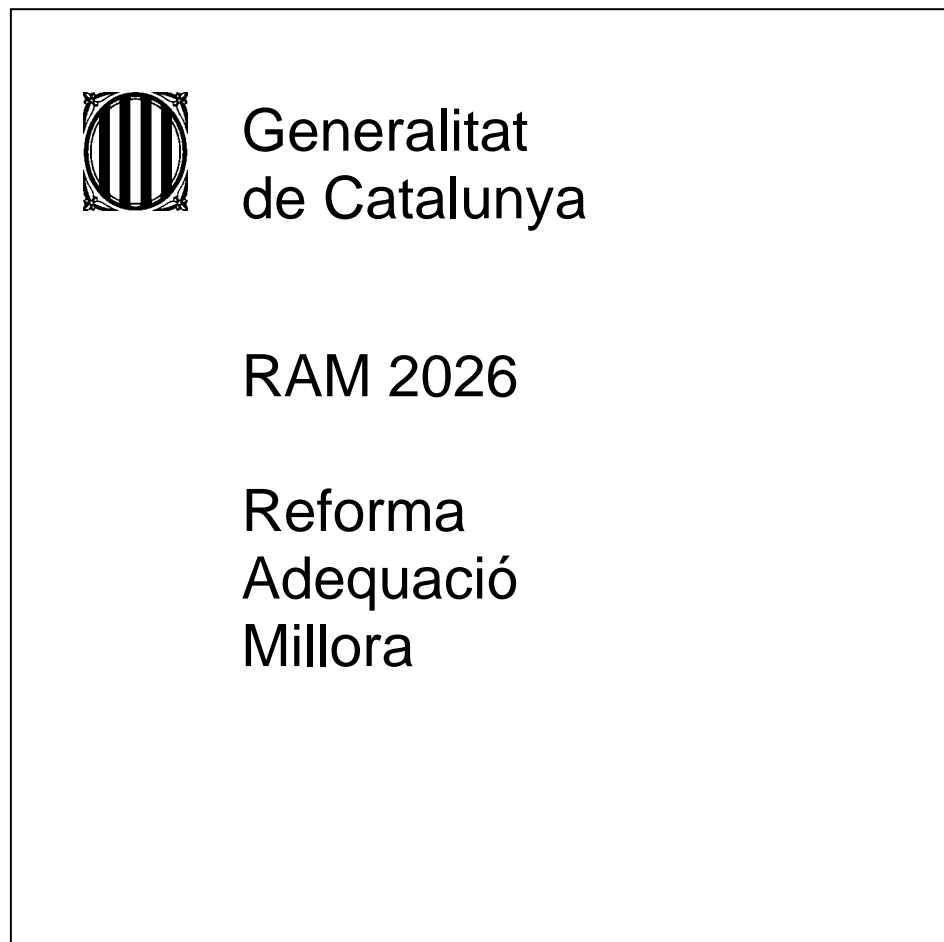 Generalitat
de Catalunya
RAM 2026
Reforma
Adequació
Millora